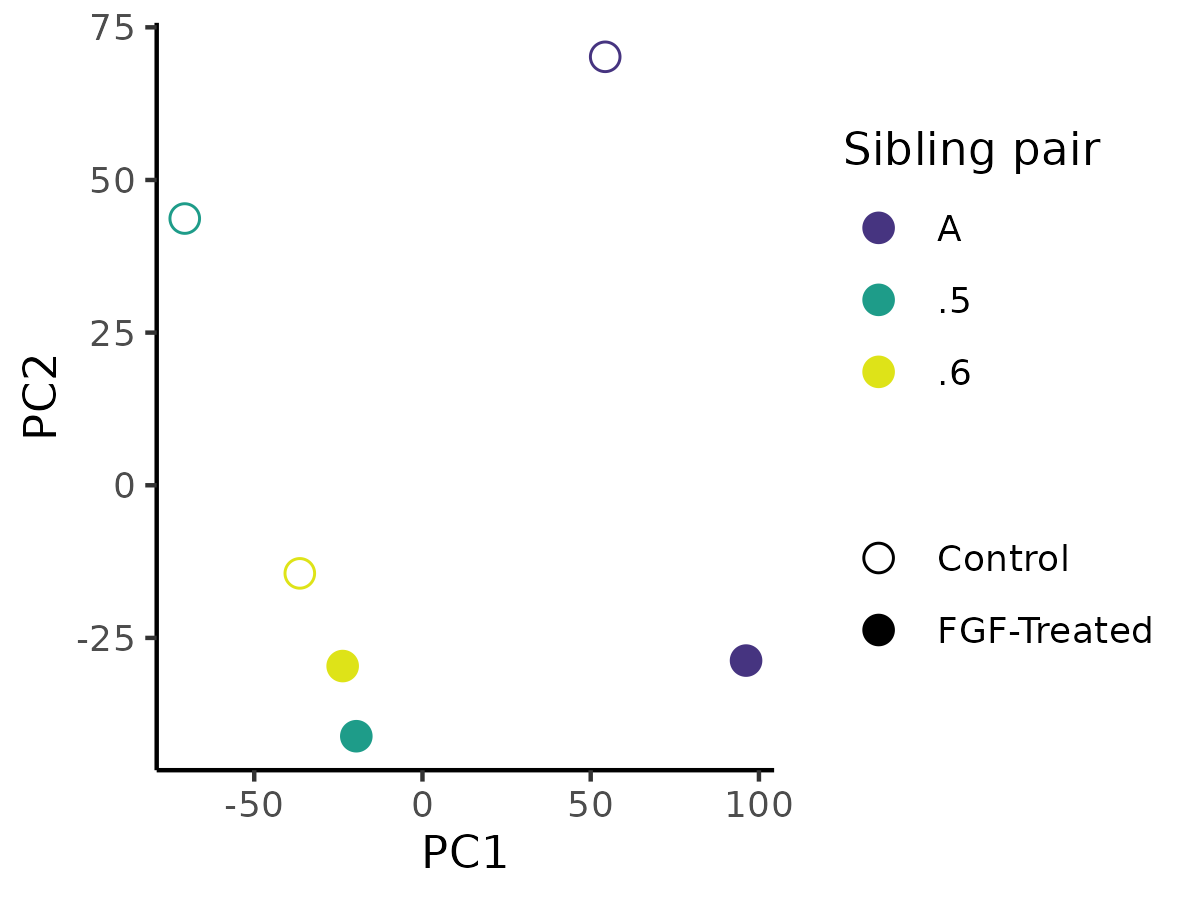 75
50
25
0
-25
PC2
-50 0 50 100
PC1
Sibling pair
A
.5
.6
Control
FGF-Treated